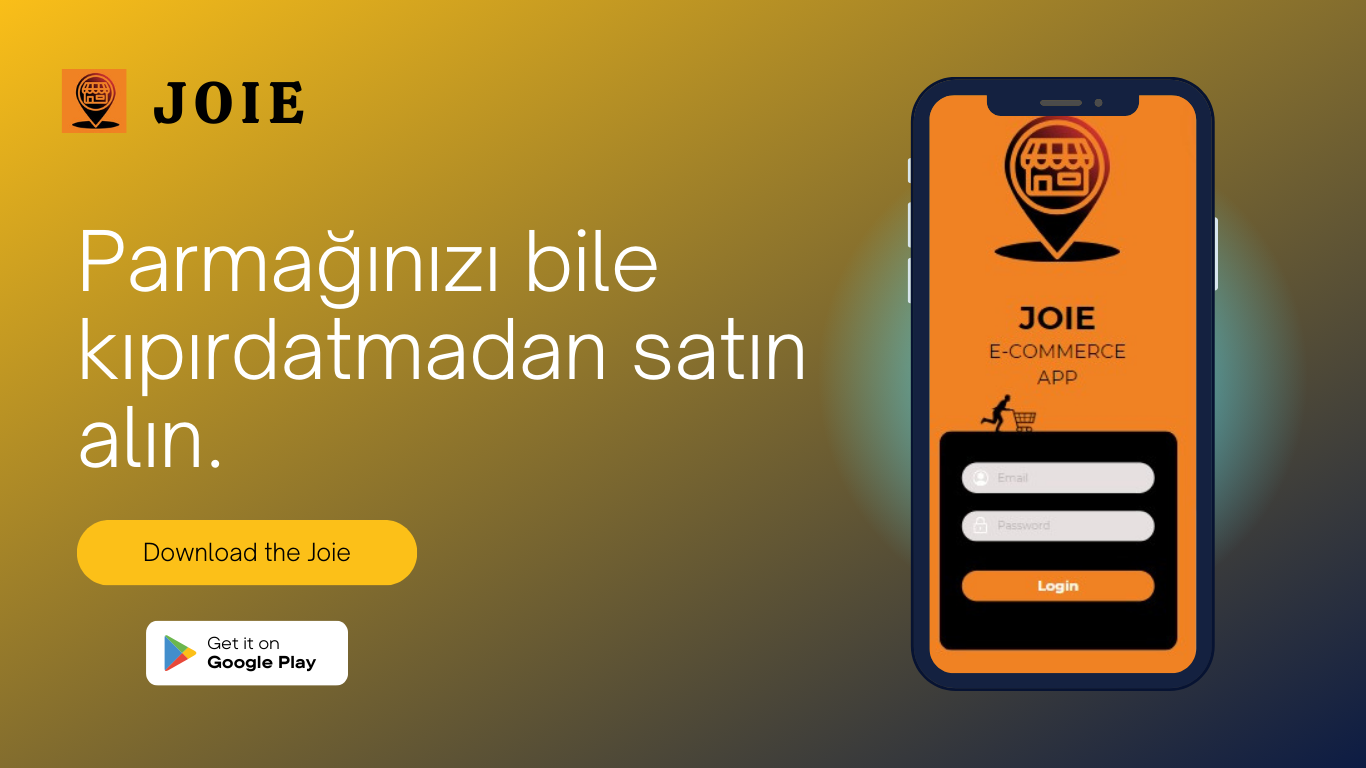 JOIE
Parmağınızı bile
kıpırdatmadan satın
alın.
Download the Joie
Get it on
Google Play
JOIE
E-COMMERCE
APP
Email
Password
Login